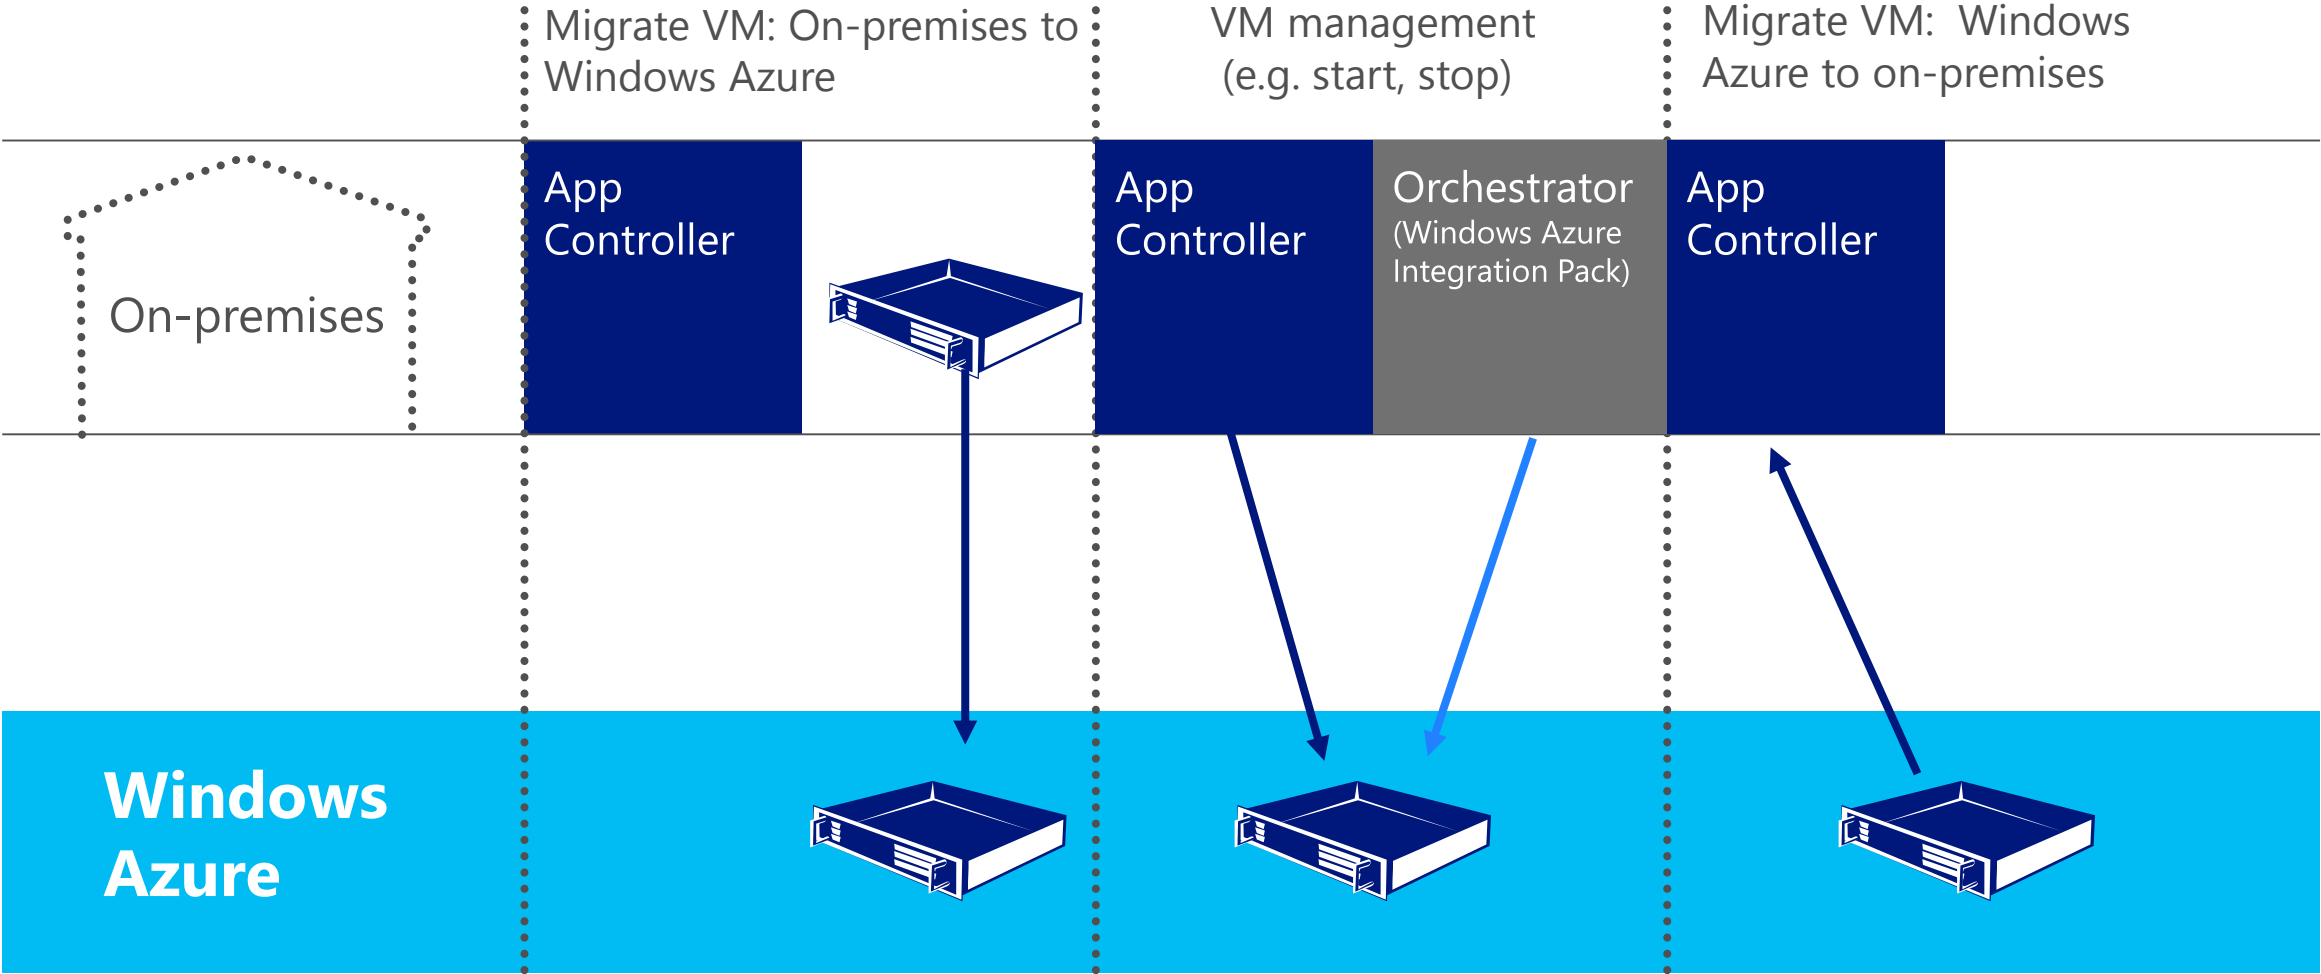 Migrate VM: On-premises to
Windows Azure
VM management
(e.g. start, stop)
Migrate VM:  Windows
Azure to on-premises
On-premises
App
Controller
App
Controller
Orchestrator
(Windows Azure
Integration Pack)
App
Controller
Windows
Azure